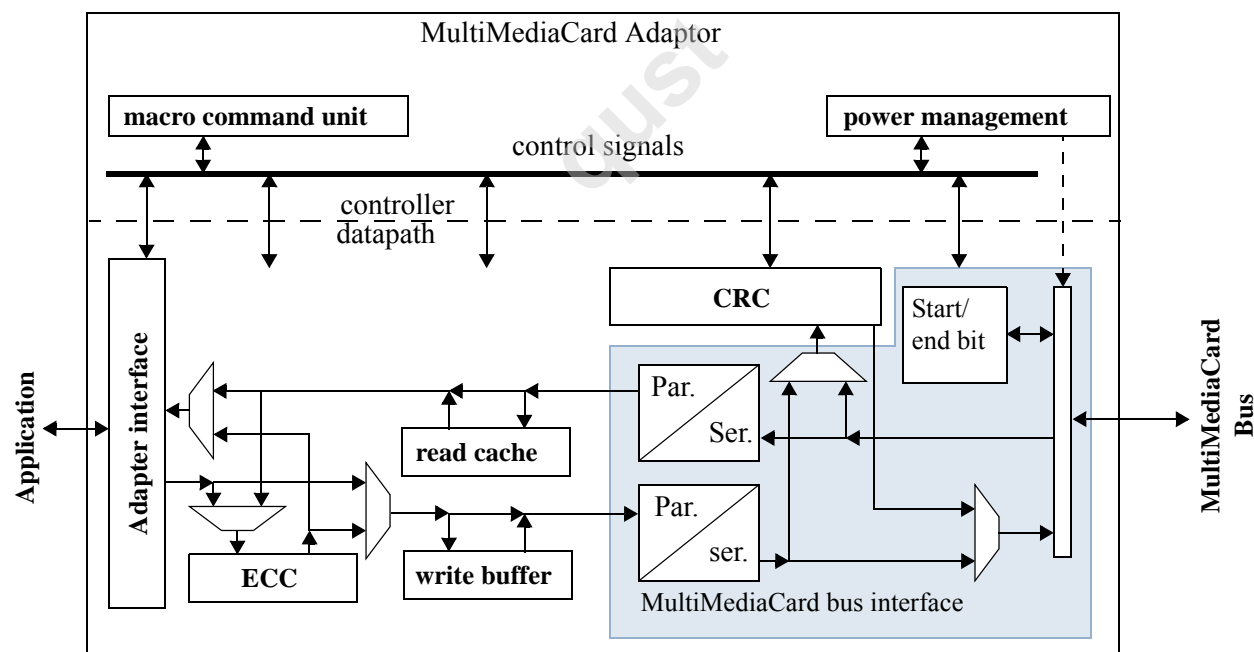 MultiMediaCard Adaptor
qust
macro command unit
power management
control signals
controller
datapath
CRC
Start/
end bit
Application
Adapter interface
Par.
Ser.
read cache
MultiMediaCard
Bus
Par.
ser.
ECC
write buffer
MultiMediaCard bus interface